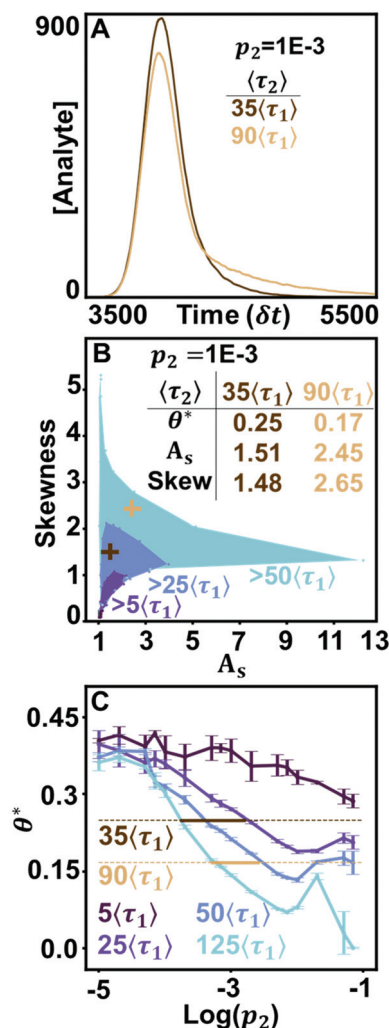 A
900
p₂=1E-3
⟨τ₂⟩
35⟨τ₁⟩
90⟨τ₁⟩
[Analyte]
0
3500 Time (δt) 5500
B
p₂ =1E-3
⟨τ₂⟩ 35⟨τ₁⟩ 90⟨τ₁⟩
θ* 0.25 0.17
Aₛ 1.51 2.45
Skew 1.48 2.65
Skewness
5
4
3
2
1
0
>5⟨τ₁⟩
>25⟨τ₁⟩
>50⟨τ₁⟩
1 3 5 7 9 11 13
Aₛ
C
0.45
0.3
0.15
0.0
θ*
35⟨τ₁⟩
90⟨τ₁⟩
5⟨τ₁⟩ 50⟨τ₁⟩
25⟨τ₁⟩ 125⟨τ₁⟩
-5 -3 -1
Log(p₂)